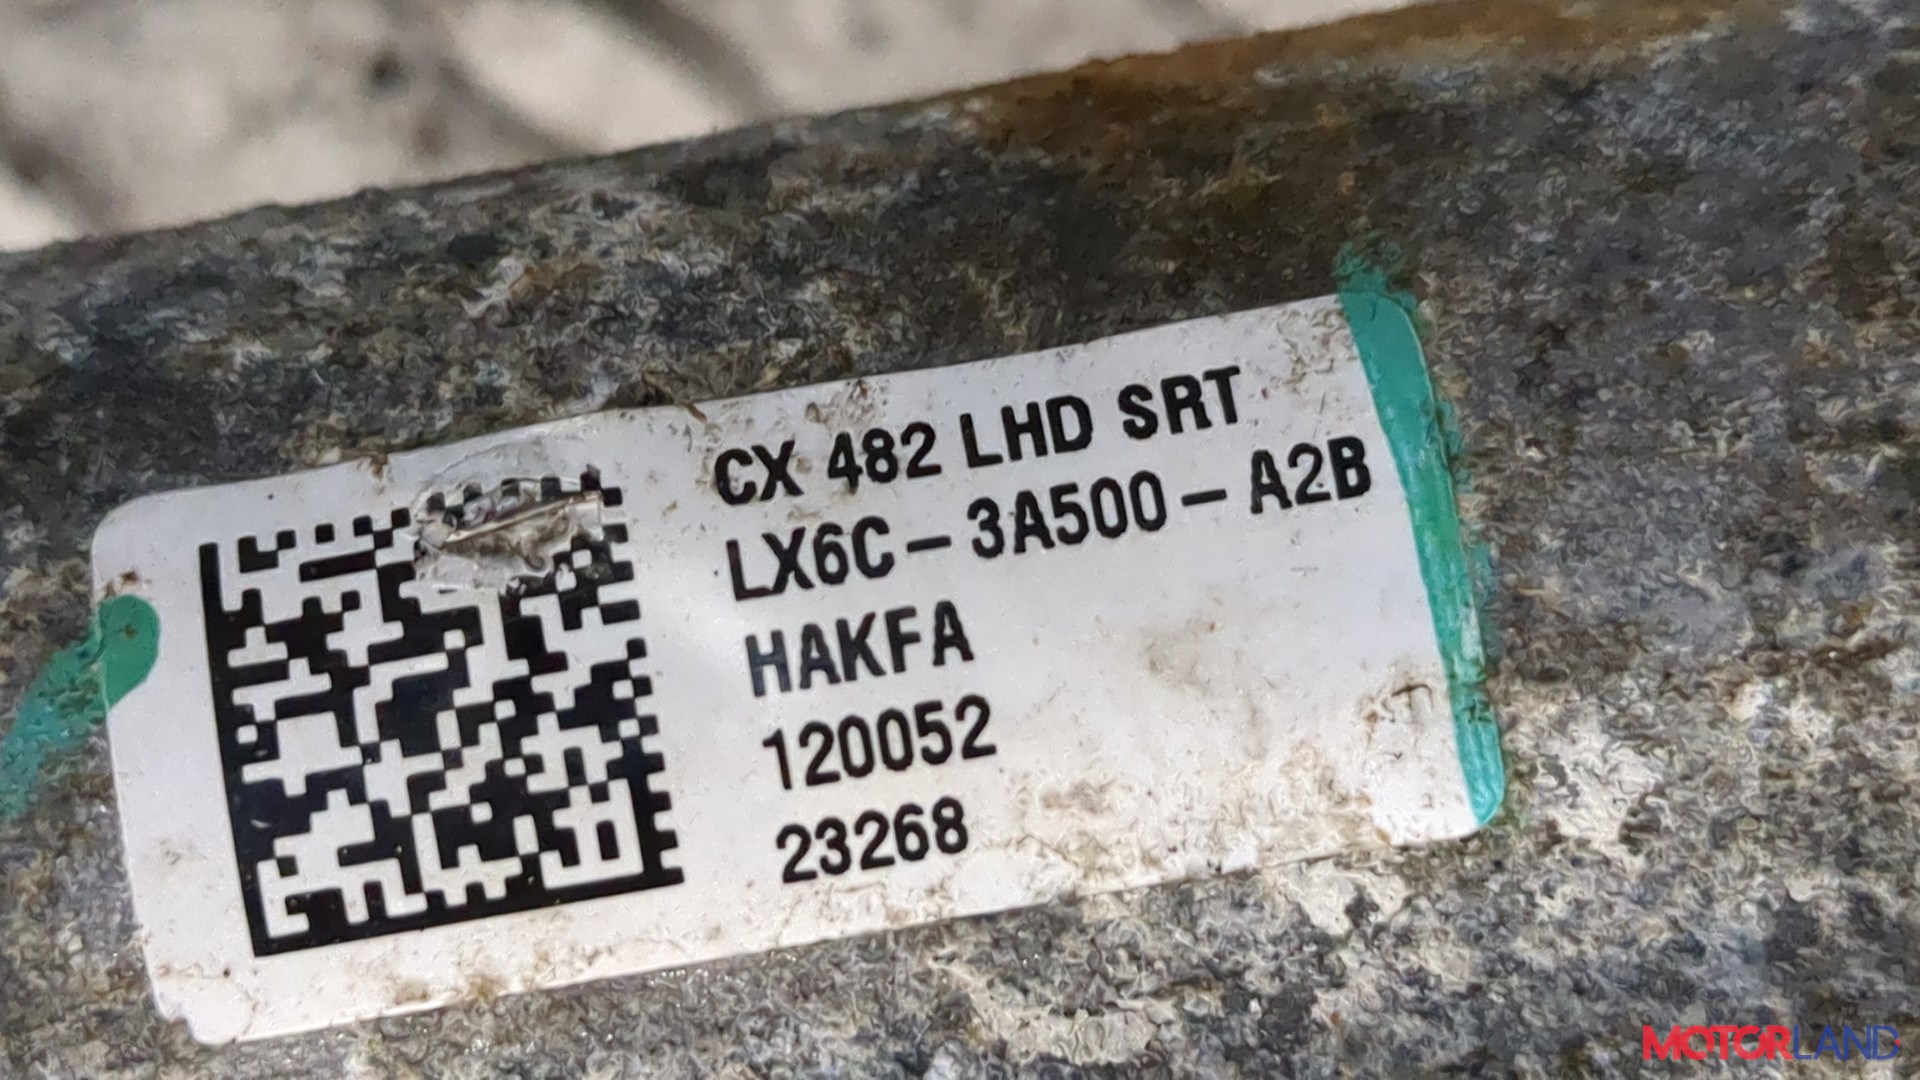 CX 482 LHD SRT
LX6C-3A500-A2B
HAKFA
120052
23268
MOTORLAND